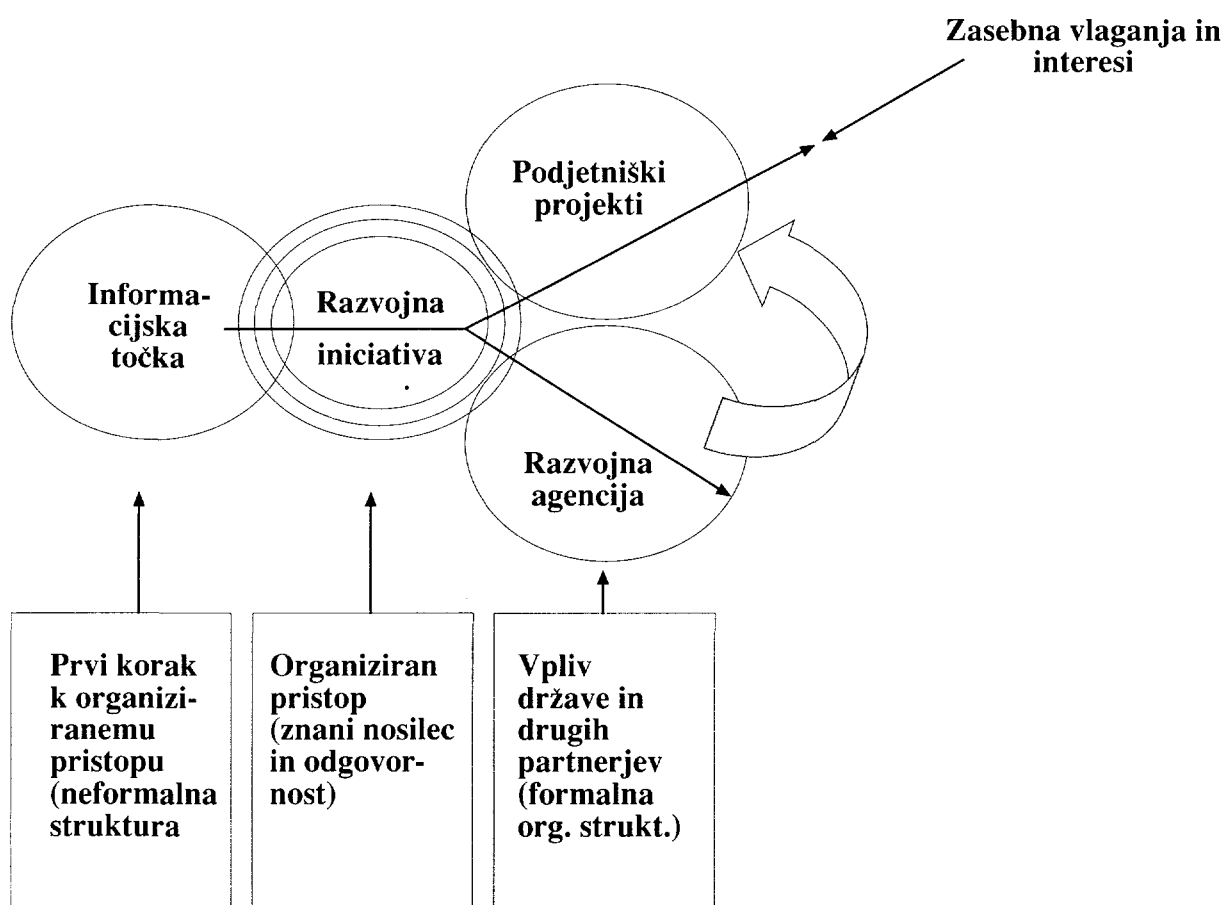 Zasebna vlaganja in
interesi
Podjetniški
projekti
Informa-
cijska
točka
Razvojna
iniciativa
Razvojna
agencija
Prvi korak
k organizi-
ranemu
pristopu
(neformalna
struktura
Organiziran
pristop
(znani nosilec
in odgovor-
nost)
Vpliv
države in
drugih
partnerjev
(formalna
org. strukt.)